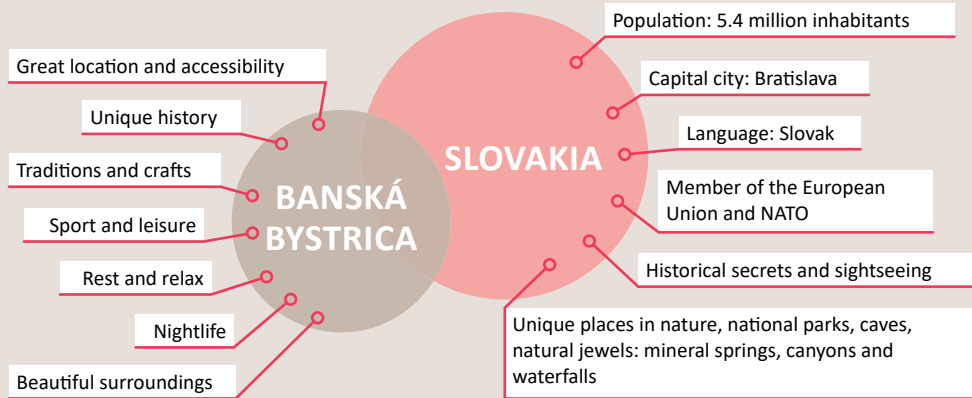 Population: 5.4 million inhabitants
Great location and accessibility
Capital city: Bratislava
Unique history
Language: Slovak
SLOVAKIA
Traditions and crafts
Member of the European
Union and NATO
BANSKÁ
BYSTRICA
Sport and leisure
Historical secrets and sightseeing
Rest and relax
Nightlife
Unique places in nature, national parks, caves,
natural jewels: mineral springs, canyons and
waterfalls
Beautiful surroundings